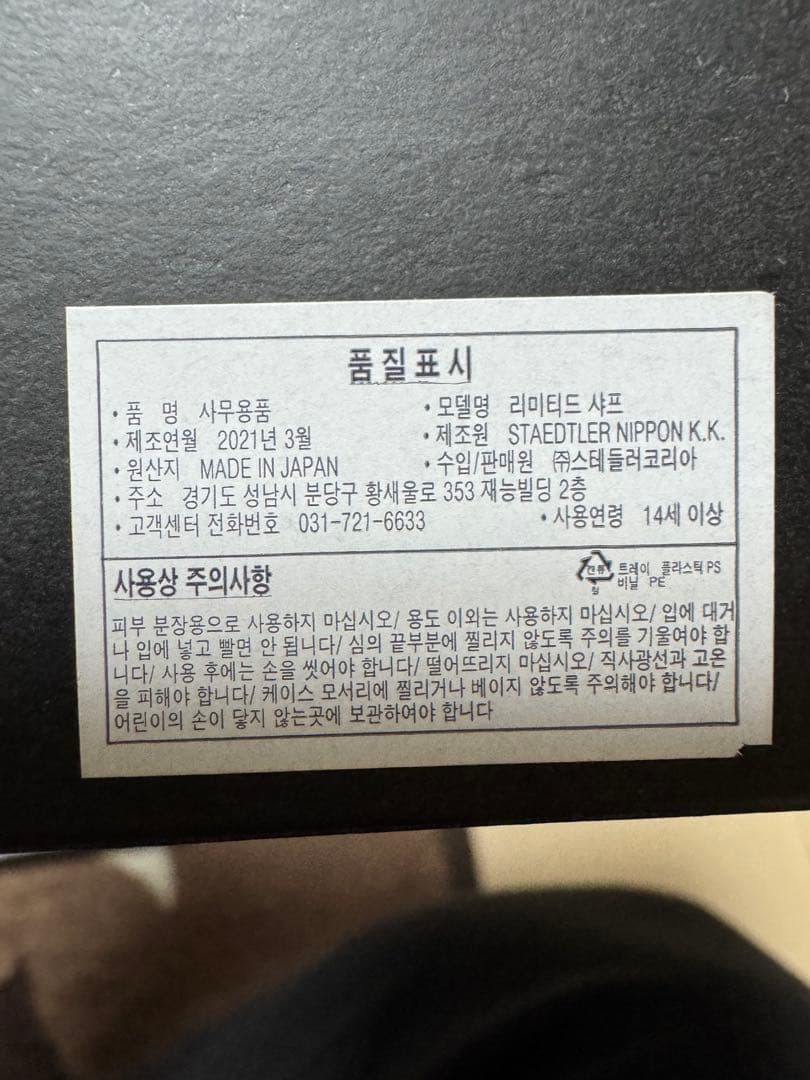 품질표시
• 품 명 사무용품 • 모델명 리미티드 샤프
• 제조연월 2021년 3월 • 제조원 STAEDTLER NIPPON K.K.
• 원산지 MADE IN JAPAN • 수입/판매원 ㈜스테들러코리아
• 주소 경기도 성남시 분당구 황새울로 353 재능빌딩 2층
• 고객센터 전화번호 031-721-6633 • 사용연령 14세 이상
사용상 주의사항
트레이 플라스틱 PS
비닐 PE
피부 분장용으로 사용하지 마십시오/ 용도 이외는 사용하지 마십시오/ 입에 대거
나 입에 넣고 빨면 안 됩니다/ 심의 끝부분에 찔리지 않도록 주의를 기울여야 합
니다/ 사용 후에는 손을 씻어야 합니다/ 떨어뜨리지 마십시오/ 직사광선과 고온
을 피해야 합니다/ 케이스 모서리에 찔리거나 베이지 않도록 주의해야 합니다/
어린이의 손이 닿지 않는곳에 보관하여야 합니다